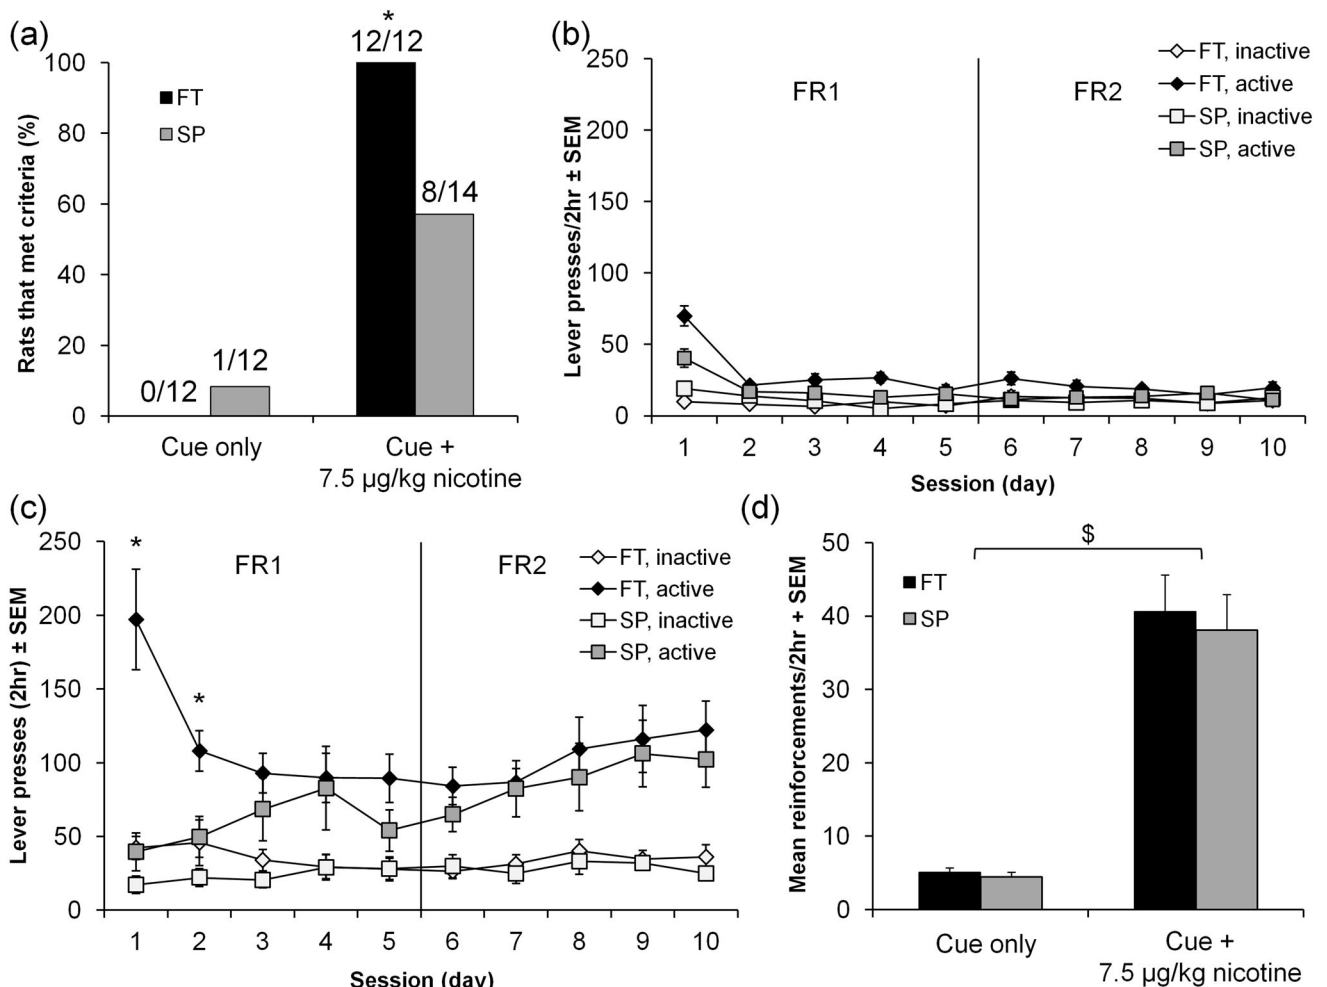 (a)
*
12/12
100
80
60
40
20
0
Rats that met criteria (%)
FT
SP
0/12
1/12
8/14
Cue only
Cue +
7.5 µg/kg nicotine
(b)
250
200
150
100
50
0
Lever presses/2hr ± SEM
FR1
FR2
FT, inactive
FT, active
SP, inactive
SP, active
1 2 3 4 5 6 7 8 9 10
Session (day)
(c)
250
200
150
100
50
0
Lever presses (2hr) ± SEM
*
*
FR1
FR2
FT, inactive
FT, active
SP, inactive
SP, active
1 2 3 4 5 6 7 8 9 10
Session (day)
(d)
50
40
30
20
10
0
Mean reinforcements/2hr + SEM
$
FT
SP
Cue only
Cue +
7.5 µg/kg nicotine